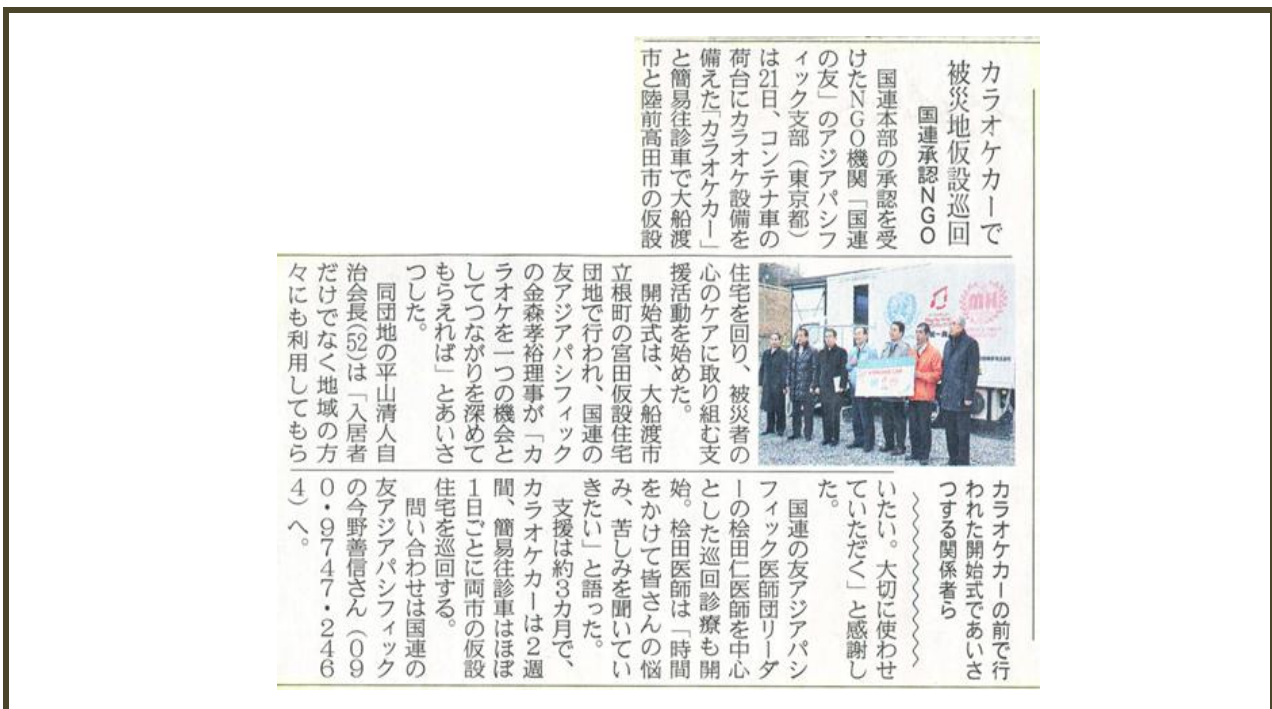 カラオケカーで
被災地仮設巡回
国連承認NGO
国連本部の承認を受
けたNGO機関「国連
の友」のアジアパシフ
ィック支部（東京都）
は21日、コンテナ車の
荷台にカラオケ設備を
備えた「カラオケカー」
と簡易往診車で大船渡
市と陸前高田市の仮設
住宅を回り、被災者の
心のケアに取り組む支
援活動を始めた。
開始式は、大船渡市
立根町の宮田仮設住宅
団地で行われ、国連の
友アジアパシフィック
の金森孝裕理事が「カ
ラオケを一つの機会と
してつながりを深めて
もらえれば」とあいさ
つした。
同団地の平山清人自
治会長(52)は「入居者
だけでなく地域の方
々にも利用してもら
いたい。大切に使わせ
ていただく」と感謝し
た。
国連の友アジアパシ
フィック医師団リーダ
ーの桧田仁医師を中心
とした巡回診療も開
始。桧田医師は「時間
をかけて皆さんの悩
み、苦しみを聞いてい
きたい」と語った。
支援は約3カ月で、
カラオケカーは2週
間、簡易往診車はほぼ
1日ごとに両市の仮設
住宅を巡回する。
問い合わせは国連の
友アジアパシフィック
の今野善信さん（09
0・9747・246
4）へ。
カラオケカーの前で行
われた開始式であいさ
つする関係者ら
MH